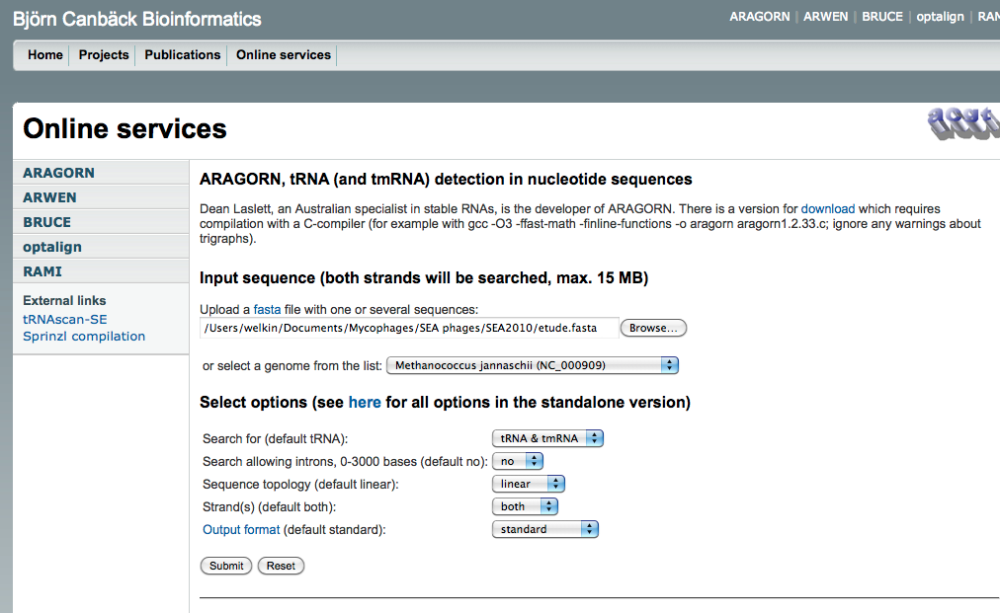 Björn Canbäck Bioinformatics
ARAGORN | ARWEN | BRUCE | optalign |
Home
Projects
Publications
Online services
Online services
ARAGORN
ARWEN
BRUCE
optalign
RAMI
External links
tRNAscan-SE
Sprinzl compilation
ARAGORN, tRNA (and tmRNA) detection in nucleotide sequences
Dean Laslett, an Australian specialist in stable RNAs, is the developer of ARAGORN. There is a version for download which requires
compilation with a C-compiler (for example with gcc -O3 -ffast-math -finline-functions -o aragorn aragorn1.2.33.c; ignore any warnings about
trigraphs).
Input sequence (both strands will be searched, max. 15 MB)
Upload a fasta file with one or several sequences:
/Users/welkin/Documents/Mycophages/SEA phages/SEA2010/etude.fasta Browse...
or select a genome from the list: Methanococcus jannaschii (NC_000909)
Select options (see here for all options in the standalone version)
Search for (default tRNA): tRNA & tmRNA
Search allowing introns, 0-3000 bases (default no): no
Sequence topology (default linear): linear
Strand(s) (default both): both
Output format (default standard): standard
Submit Reset